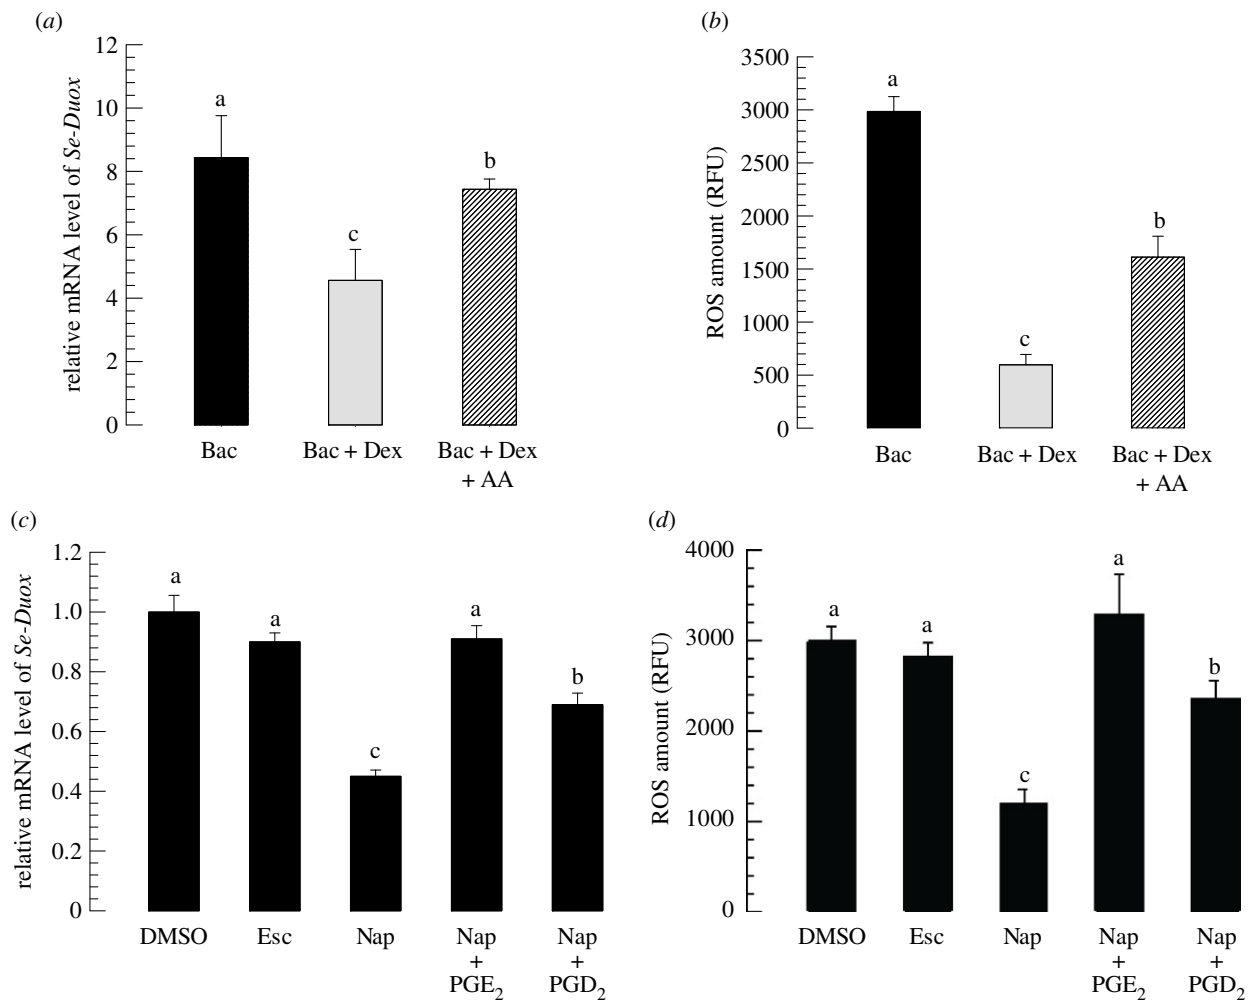 (a)
relative mRNA level of Se-Duox
12
10
8
6
4
2
0
a
c
b
Bac
Bac + Dex
Bac + Dex
+ AA
(b)
ROS amount (RFU)
3500
3000
2500
2000
1500
1000
500
0
a
c
b
Bac
Bac + Dex
Bac + Dex
+ AA
(c)
relative mRNA level of Se-Duox
1.2
1.0
0.8
0.6
0.4
0.2
0
a
a
c
a
b
DMSO
Esc
Nap
Nap
+
PGE2
Nap
+
PGD2
(d)
ROS amount (RFU)
4000
3000
2000
1000
0
a
a
c
a
b
DMSO
Esc
Nap
Nap
+
PGE2
Nap
+
PGD2